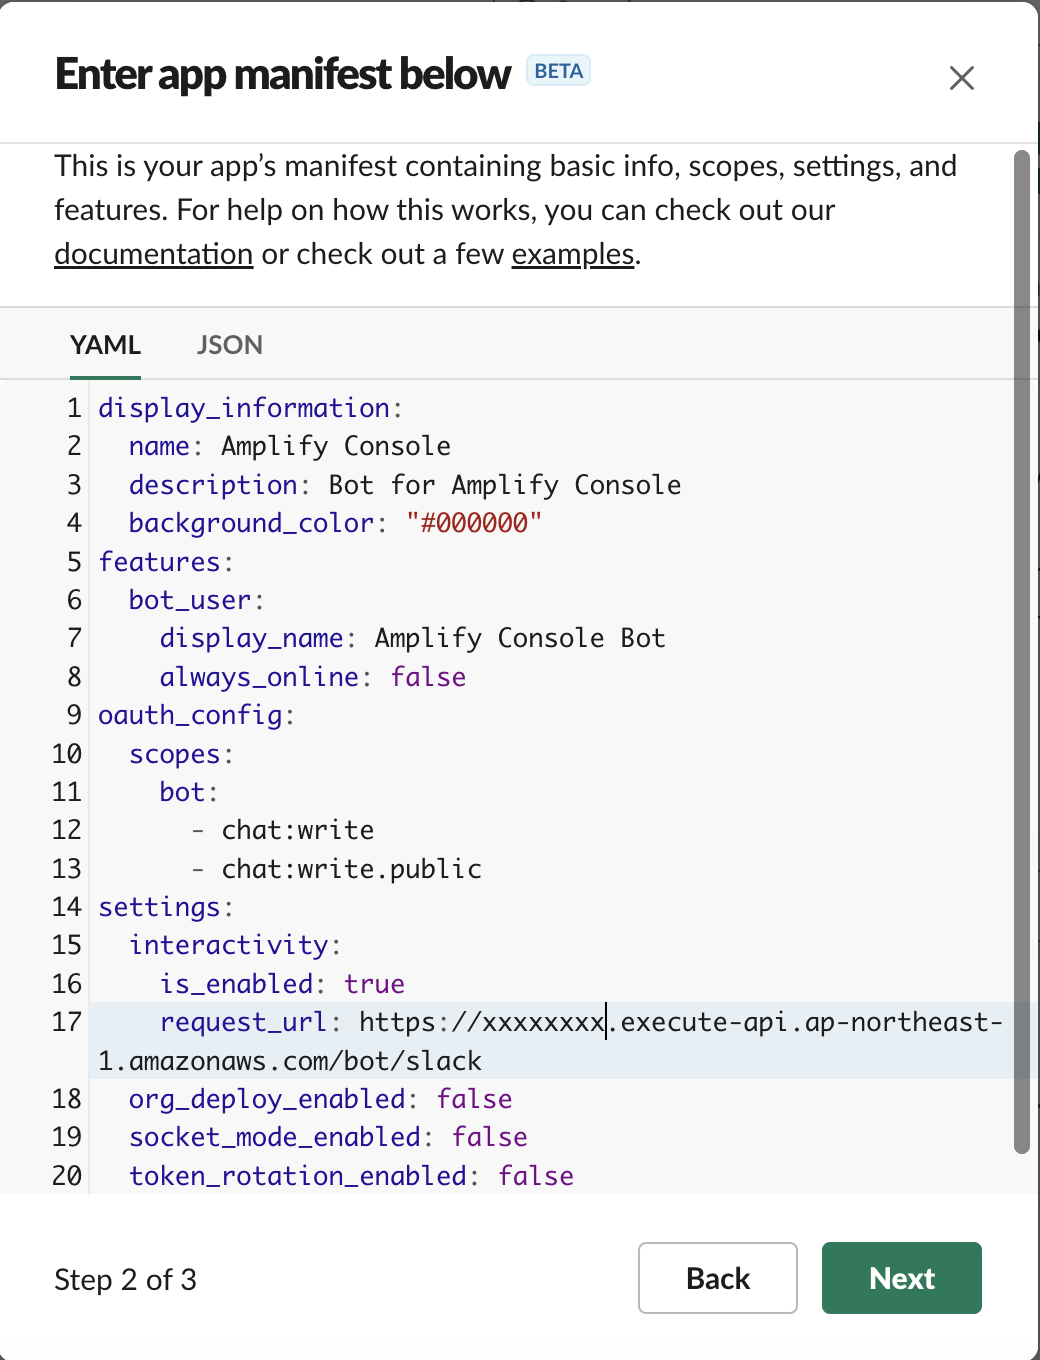 Enter app manifest below BETA
This is your app’s manifest containing basic info, scopes, settings, and
features. For help on how this works, you can check out our
documentation or check out a few examples.
YAML JSON
1 display_information:
2   name: Amplify Console
3   description: Bot for Amplify Console
4   background_color: "#000000"
5 features:
6   bot_user:
7     display_name: Amplify Console Bot
8     always_online: false
9 oauth_config:
10   scopes:
11     bot:
12       - chat:write
13       - chat:write.public
14 settings:
15   interactivity:
16     is_enabled: true
17     request_url: https://xxxxxxxx.execute-api.ap-northeast-
1.amazonaws.com/bot/slack
18   org_deploy_enabled: false
19   socket_mode_enabled: false
20   token_rotation_enabled: false
Step 2 of 3 Back Next